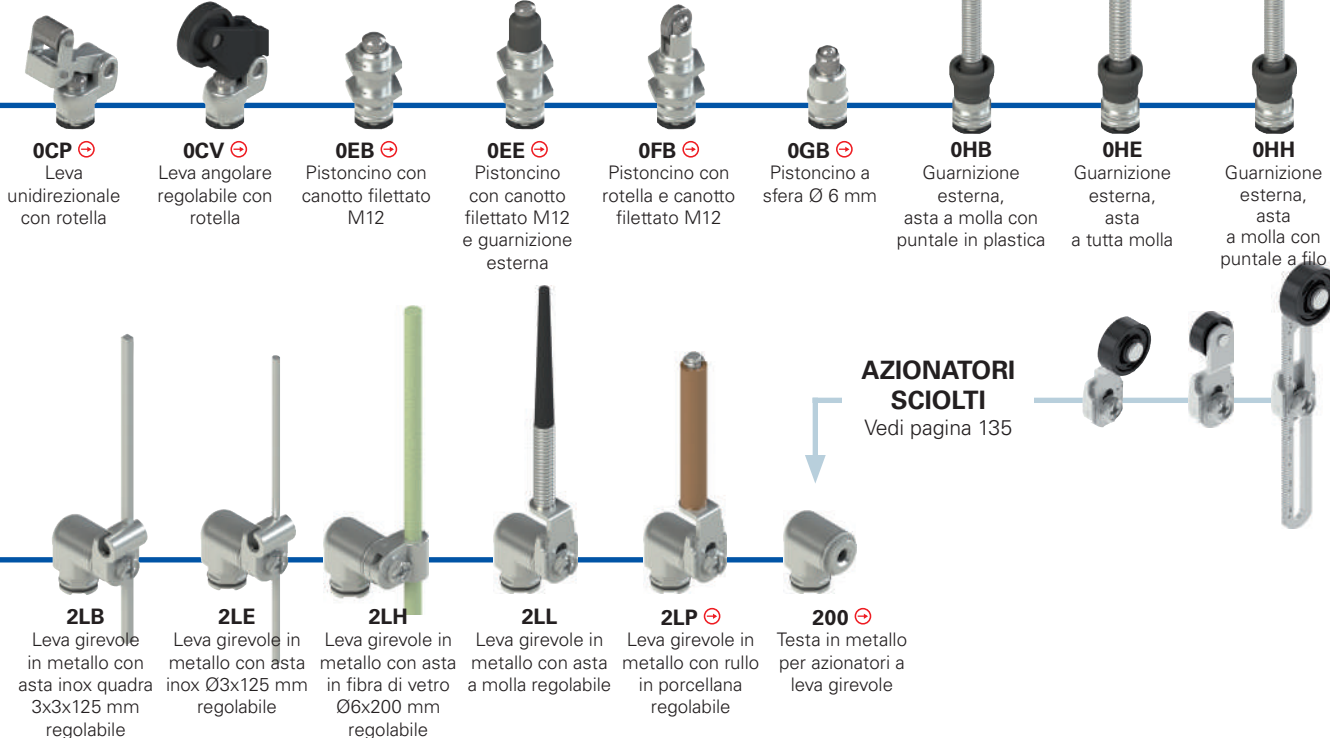 0CP
Leva
unidirezionale
con rotella
0CV
Leva angolare
regolabile con
rotella
0EB
Pistoncino con
canotto filettato
M12
0EE
Pistoncino
con canotto
filettato M12
e guarnizione
esterna
0FB
Pistoncino con
rotella e canotto
filettato M12
0GB
Pistoncino a
sfera Ø 6 mm
0HB
Guarnizione
esterna,
asta a molla con
puntale in plastica
0HE
Guarnizione
esterna,
asta
a tutta molla
0HH
Guarnizione
esterna,
asta
a molla con
puntale a filo
AZIONATORI
SCIOLTI
Vedi pagina 135
2LB
Leva girevole
in metallo con
asta inox quadra
3x3x125 mm
regolabile
2LE
Leva girevole in
metallo con asta
inox Ø3x125 mm
regolabile
2LH
Leva girevole in
metallo con asta
in fibra di vetro
Ø6x200 mm
regolabile
2LL
Leva girevole in
metallo con asta
a molla regolabile
2LP
Leva girevole in
metallo con rullo
in porcellana
regolabile
200
Testa in metallo
per azionatori a
leva girevole